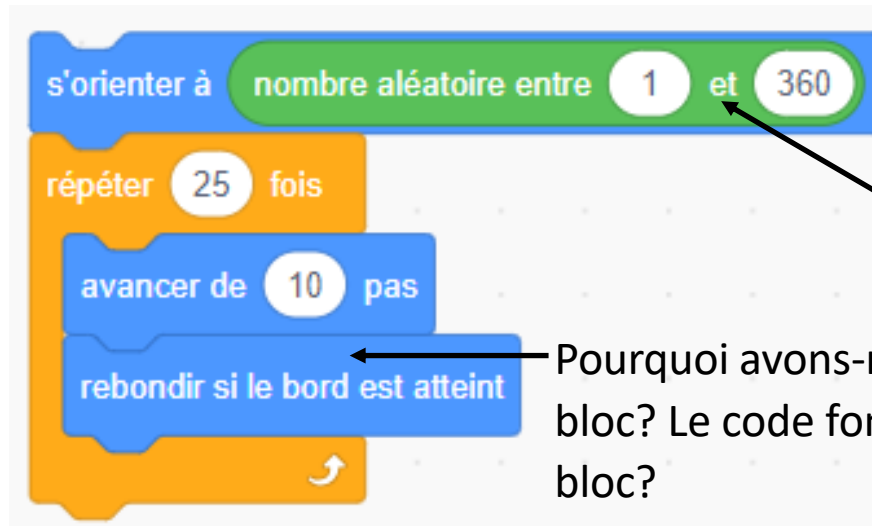 s'orienter à nombre aléatoire entre 1 et 360
répéter 25 fois
avancer de 10 pas
rebondir si le bord est atteint
Pourquoi avons-
bloc? Le code
bloc?